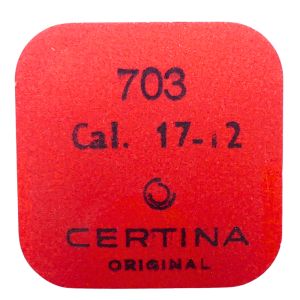 703
Cal. 17-12
CERTINA
ORIGINAL